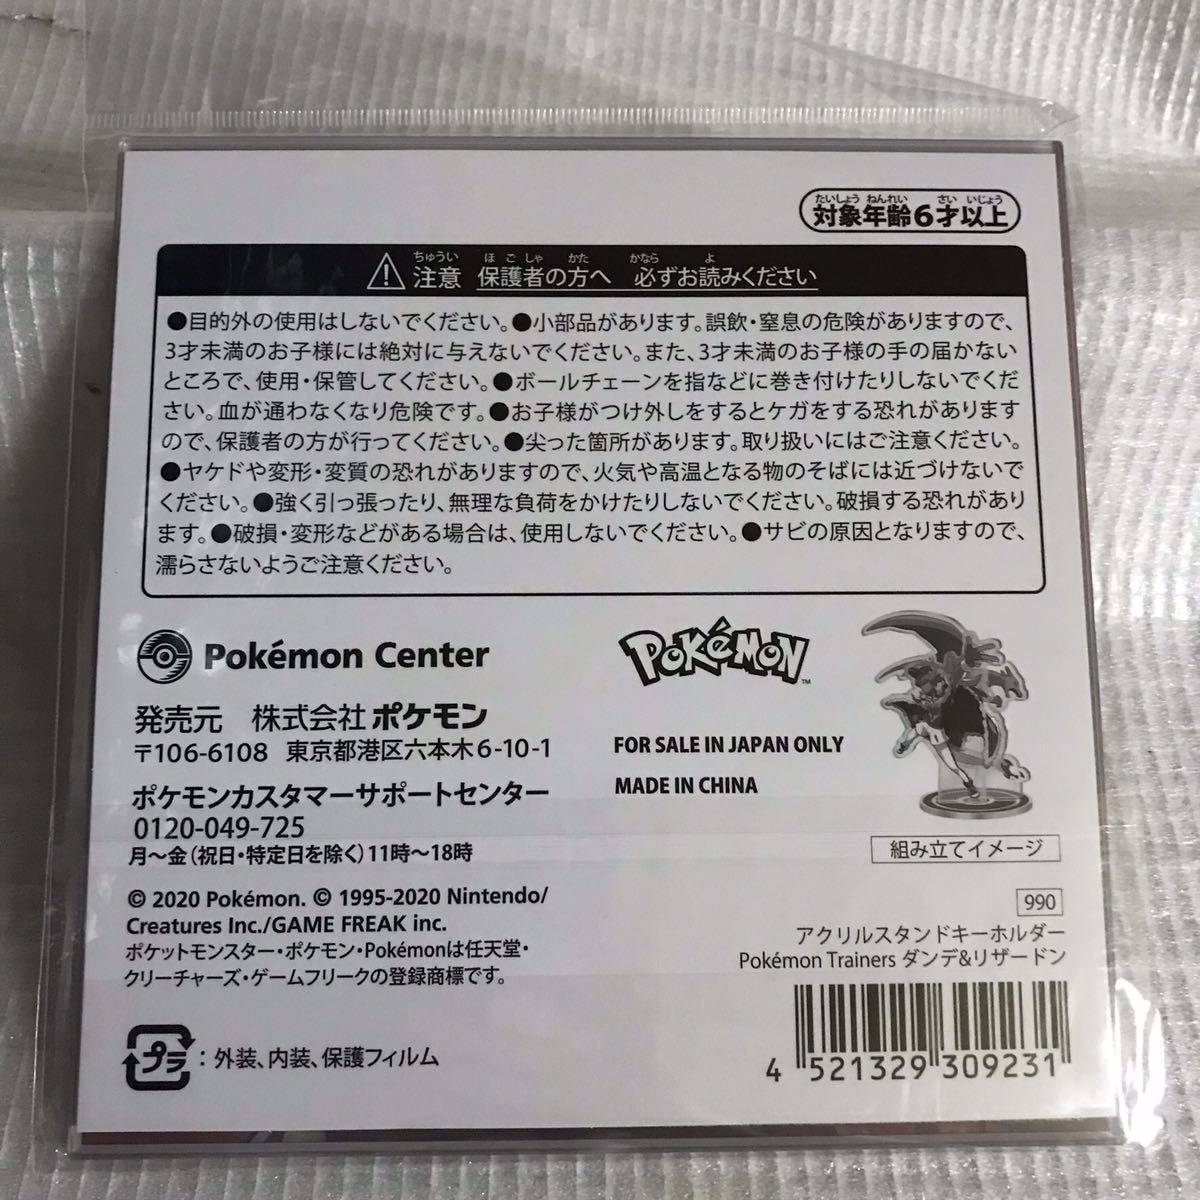 たいしょう ねんれい さい いじょう
対象年齢6才以上
ちゅうい ほごしゃ かた かなら よ
注意 保護者の方へ 必ずお読みください
●目的外の使用はしないでください。●小部品があります。誤飲・窒息の危険がありますので、
3才未満のお子様には絶対に与えないでください。また、3才未満のお子様の手の届かない
ところで、使用・保管してください。●ボールチェーンを指などに巻き付けたりしないでくだ
さい。血が通わなくなり危険です。●お子様がつけ外しをするとケガをする恐れがあります
ので、保護者の方が行ってください。●尖った箇所があります。取り扱いにはご注意ください。
●ヤケドや変形・変質の恐れがありますので、火気や高温となる物のそばには近づけないで
ください。●強く引っ張ったり、無理な負荷をかけたりしないでください。破損する恐れがあり
ます。●破損・変形などがある場合は、使用しないでください。●サビの原因となりますので、
濡らさないようご注意ください。
Pokémon Center
POKÉMON™
発売元 株式会社ポケモン
〒106-6108 東京都港区六本木6-10-1
FOR SALE IN JAPAN ONLY
MADE IN CHINA
ポケモンカスタマーサポートセンター
0120-049-725
月〜金(祝日・特定日を除く)11時〜18時
組み立てイメージ
© 2020 Pokémon. © 1995-2020 Nintendo/
Creatures Inc./GAME FREAK inc.
ポケットモンスター・ポケモン・Pokémonは任天堂・
クリーチャーズ・ゲームフリークの登録商標です。
990
アクリルスタンドキーホルダー
Pokémon Trainers ダンデ&リザードン
プラ:外装、内装、保護フィルム
4 521329 309231